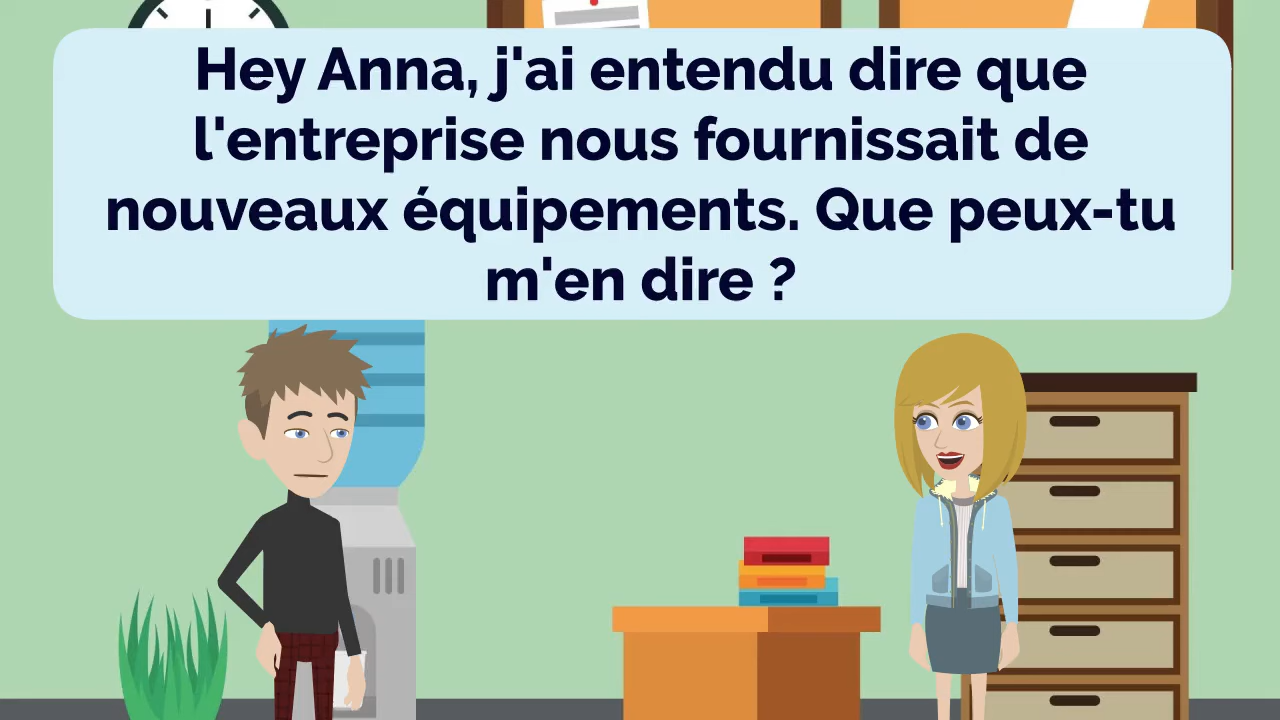 Hey Anna, j'ai entendu dire que
l'entreprise nous fournissait de
nouveaux équipements. Que peux-tu
m'en dire ?